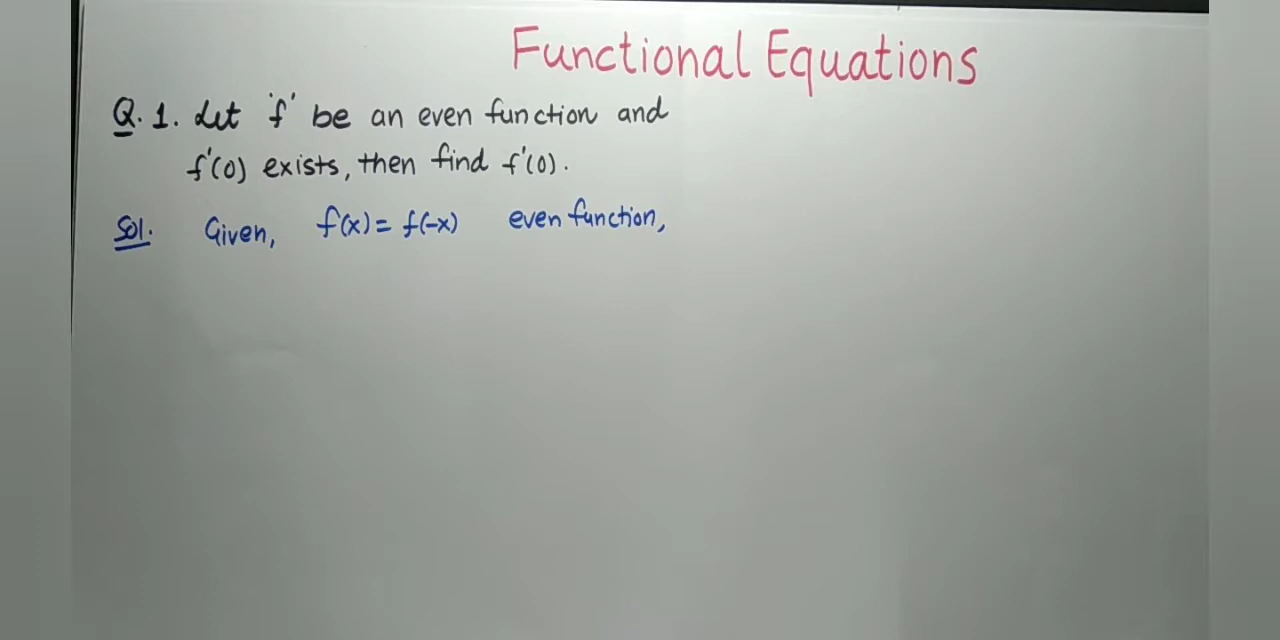 Functional Equations
Q. 1. Let 'f' be an even function and
f'(0) exists, then find f'(0).
Sol. Given, f(x) = f(-x) even function,